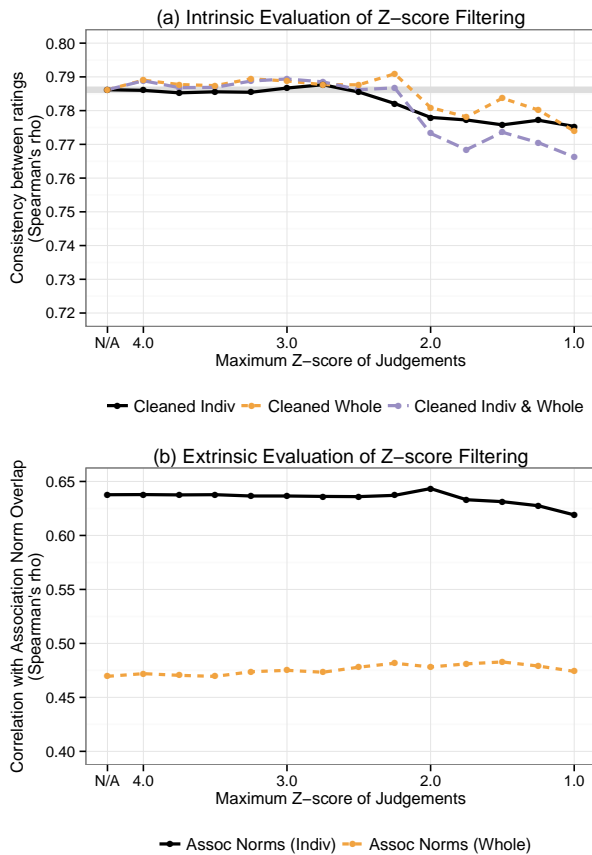 (a) Intrinsic Evaluation of Z−score Filtering
Consistency between ratings
(Spearman's rho)
0.80
0.79
0.78
0.77
0.76
0.75
0.74
0.73
0.72
N/A 4.0 3.0 2.0 1.0
Maximum Z−score of Judgements
Cleaned Indiv Cleaned Whole Cleaned Indiv & Whole
(b) Extrinsic Evaluation of Z−score Filtering
Correlation with Association Norm Overlap
(Spearman's rho)
0.65
0.60
0.55
0.50
0.45
0.40
N/A 4.0 3.0 2.0 1.0
Maximum Z−score of Judgements
Assoc Norms (Indiv) Assoc Norms (Whole)